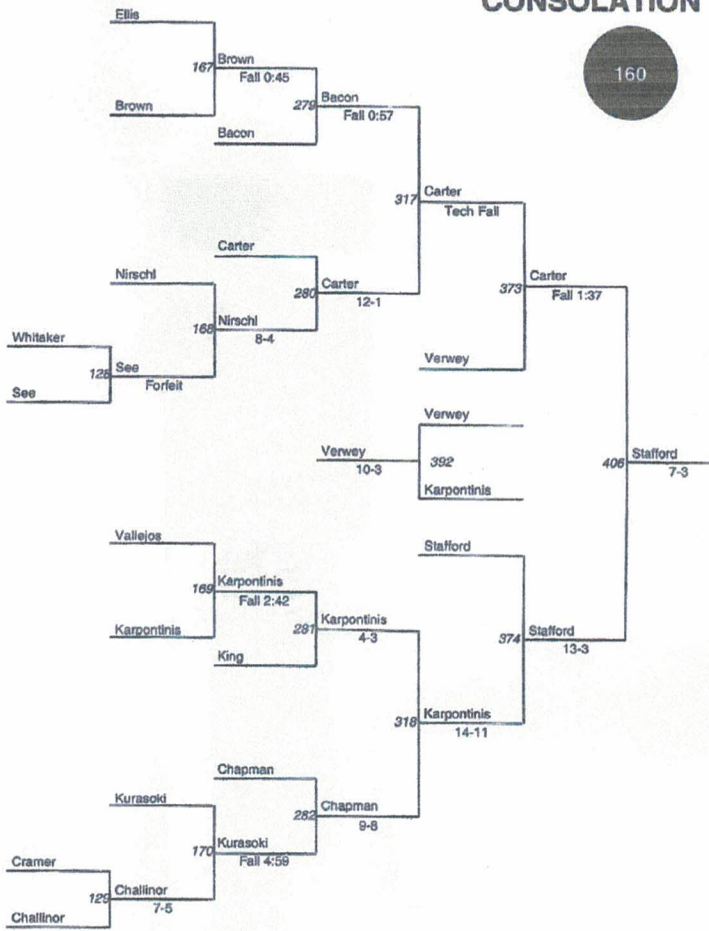 CONSOLATION
160
Ellis
167
Brown
Fall 0:45
Brown
279
Bacon
Fall 0:57
Bacon
317
Carter
Tech Fall
Carter
280
Carter
12-1
Nirschl
168
Nirschl
8-4
Whitaker
128
See
Forfeit
See
373
Carter
Fall 1:37
Verwey
Verwey
Verwey
10-3
392
Karpontinis
406
Stafford
7-3
Vallejos
169
Karpontinis
Fall 2:42
Karpontinis
281
Karpontinis
4-3
King
Stafford
374
Stafford
13-3
318
Karpontinis
14-11
Chapman
282
Chapman
9-8
Kurasoki
170
Kurasoki
Fall 4:59
Cramer
129
Challinor
7-5
Challinor